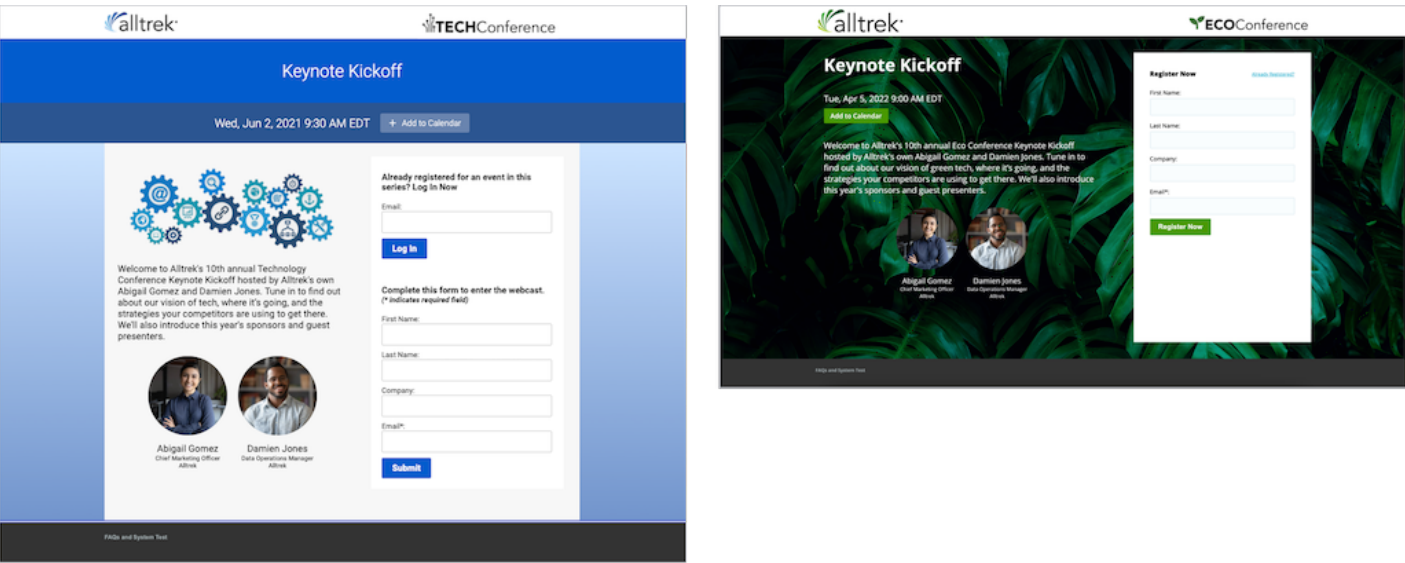 alltrek
TECHConference
Keynote Kickoff
Wed, Jun 2, 2021 9:30 AM EDT
+ Add to Calendar
Welcome to Alltrek's 10th annual Technology
Conference Keynote Kickoff hosted by Alltrek's own
Abigail Gomez and Damien Jones. Tune in to find out
about our vision of tech, where it's going, and the
strategies your competitors are using to get there.
We'll also introduce this year's sponsors and guest
presenters.
Abigail Gomez
Chief Marketing Officer
Alltrek
Damien Jones
Data Operations Manager
Alltrek
Already registered for an event in this
series? Log In Now
Email:
Log In
Complete this form to enter the webcast.
(* indicates required field)
First Name:
Last Name:
Company:
Email*:
Submit
FAQs and System Test
alltrek
ECOConference
Keynote Kickoff
Tue, Apr 5, 2022 9:00 AM EDT
Add to Calendar
Welcome to Alltrek's 10th annual Eco Conference Keynote Kickoff
hosted by Alltrek's own Abigail Gomez and Damien Jones. Tune in to
find out about our vision of green tech, where it's going, and the
strategies your competitors are using to get there. We'll also introduce
this year's sponsors and guest presenters.
Abigail Gomez
Chief Marketing Officer
Alltrek
Damien Jones
Data Operations Manager
Alltrek
Register Now
Already Registered?
First Name:
Last Name:
Company:
Email*:
Register Now
FAQs and System Test